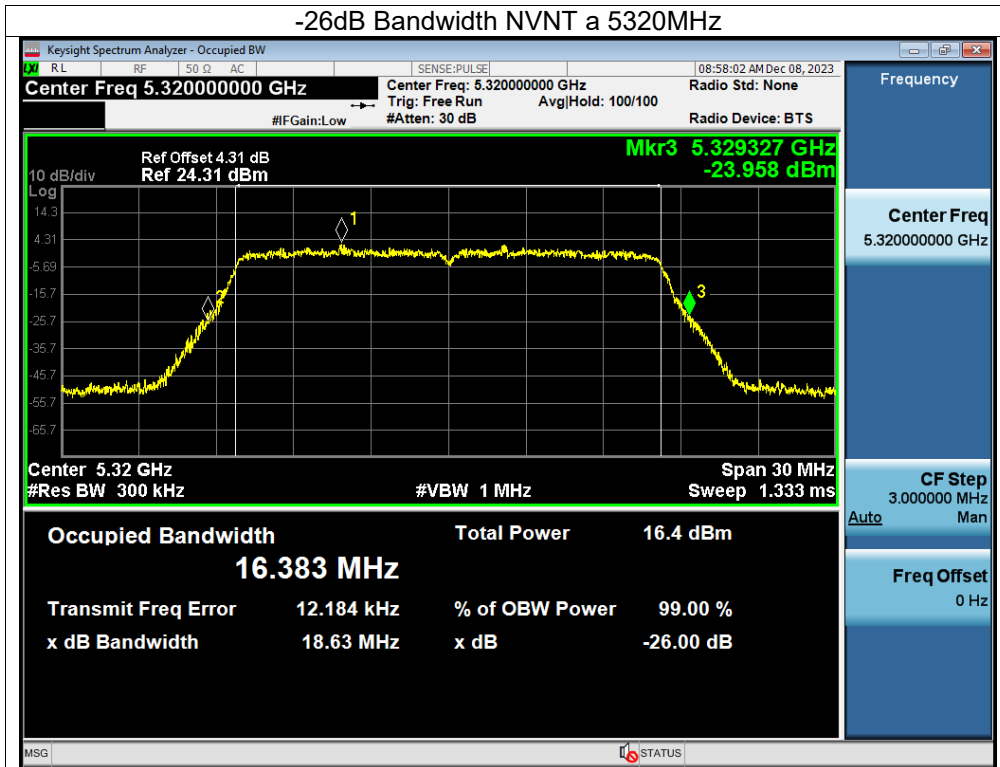 -26dB Bandwidth NVNT a 5320MHz
Keysight Spectrum Analyzer - Occupied BW
LXI RL RF 50 Ω AC SENSE:PULSE 08:58:02 AM Dec 08, 2023
Center Freq 5.320000000 GHz Center Freq: 5.320000000 GHz Radio Std: None
Trig: Free Run Avg|Hold: 100/100
#IFGain:Low #Atten: 30 dB Radio Device: BTS
Mkr3 5.329327 GHz
-23.958 dBm
Ref Offset 4.31 dB
10 dB/div Ref 24.31 dBm
Log
14.3
4.31
-5.69
-15.7
-25.7
-35.7
-45.7
-55.7
-65.7
1
2
3
Center 5.32 GHz Span 30 MHz
#Res BW 300 kHz #VBW 1 MHz Sweep 1.333 ms
Occupied Bandwidth Total Power 16.4 dBm
16.383 MHz
Transmit Freq Error 12.184 kHz % of OBW Power 99.00 %
x dB Bandwidth 18.63 MHz x dB -26.00 dB
Frequency
Center Freq
5.320000000 GHz
CF Step
3.000000 MHz
Auto Man
Freq Offset
0 Hz
MSG STATUS